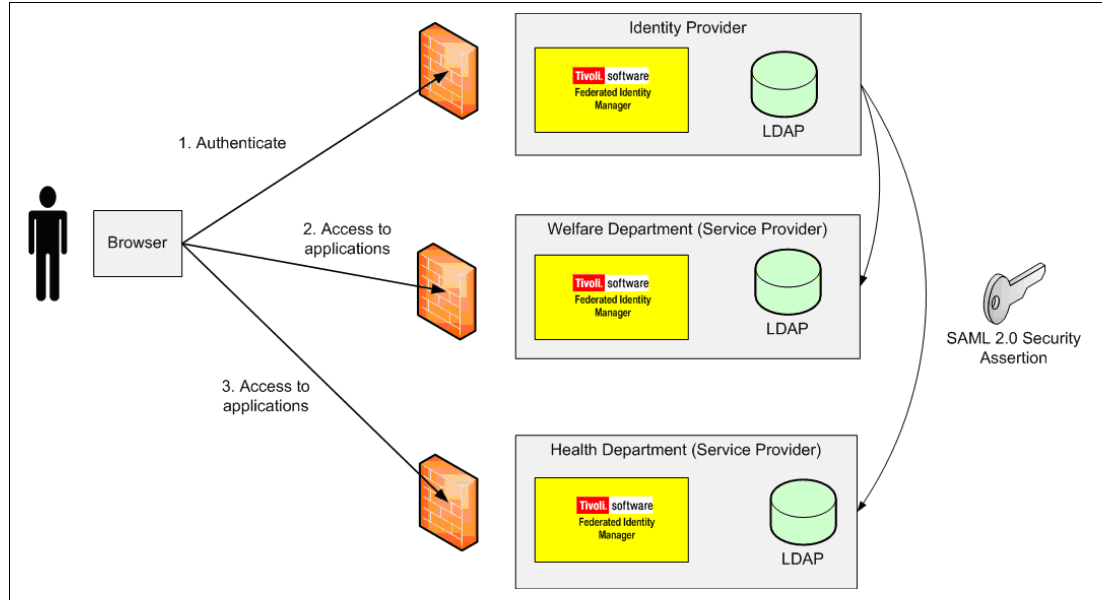 Identity Provider
Tivoli. software
Federated Identity
Manager
LDAP
1. Authenticate
Browser
2. Access to
applications
Welfare Department (Service Provider)
Tivoli. software
Federated Identity
Manager
LDAP
SAML 2.0 Security
Assertion
3. Access to
applications
Health Department (Service Provider)
Tivoli. software
Federated Identity
Manager
LDAP